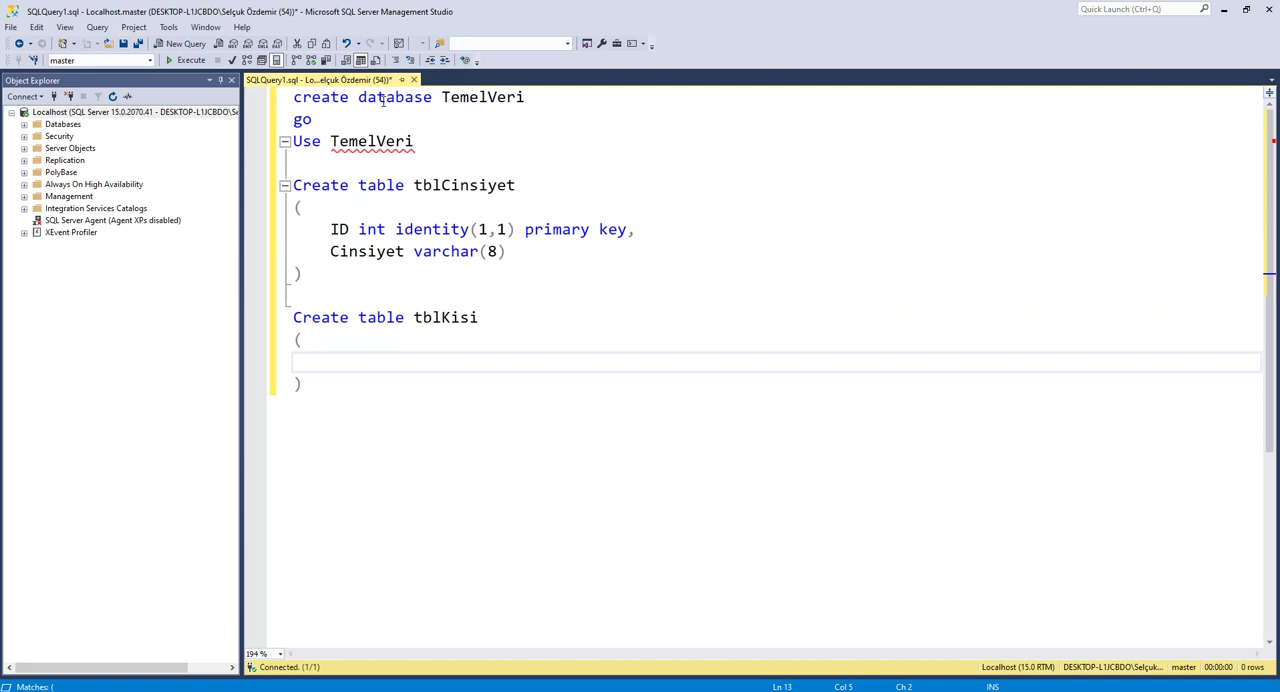 SQLQuery1.sql - Localhost.master (DESKTOP-L1JCBDO\Selçuk Özdemir (54))* - Microsoft SQL Server Management Studio
Quick Launch (Ctrl+Q)
File Edit View Query Project Tools Window Help
New Query
master
Execute
Object Explorer
SQLQuery1.sql - Lo...elçuk Özdemir (54))*
Connect
Localhost (SQL Server 15.0.2070.41 - DESKTOP-L1JCBDO\Se
Databases
Security
Server Objects
Replication
PolyBase
Always On High Availability
Management
Integration Services Catalogs
SQL Server Agent (Agent XPs disabled)
XEvent Profiler
create database TemelVeri
go
Use TemelVeri
Create table tblCinsiyet
(
ID int identity(1,1) primary key,
Cinsiyet varchar(8)
)
Create table tblKisi
(
)
194 %
Connected. (1/1)
Localhost (15.0 RTM) DESKTOP-L1JCBDO\Selçuk... master 00:00:00 0 rows
Matches: (
Ln 13 Col 5 Ch 2 INS